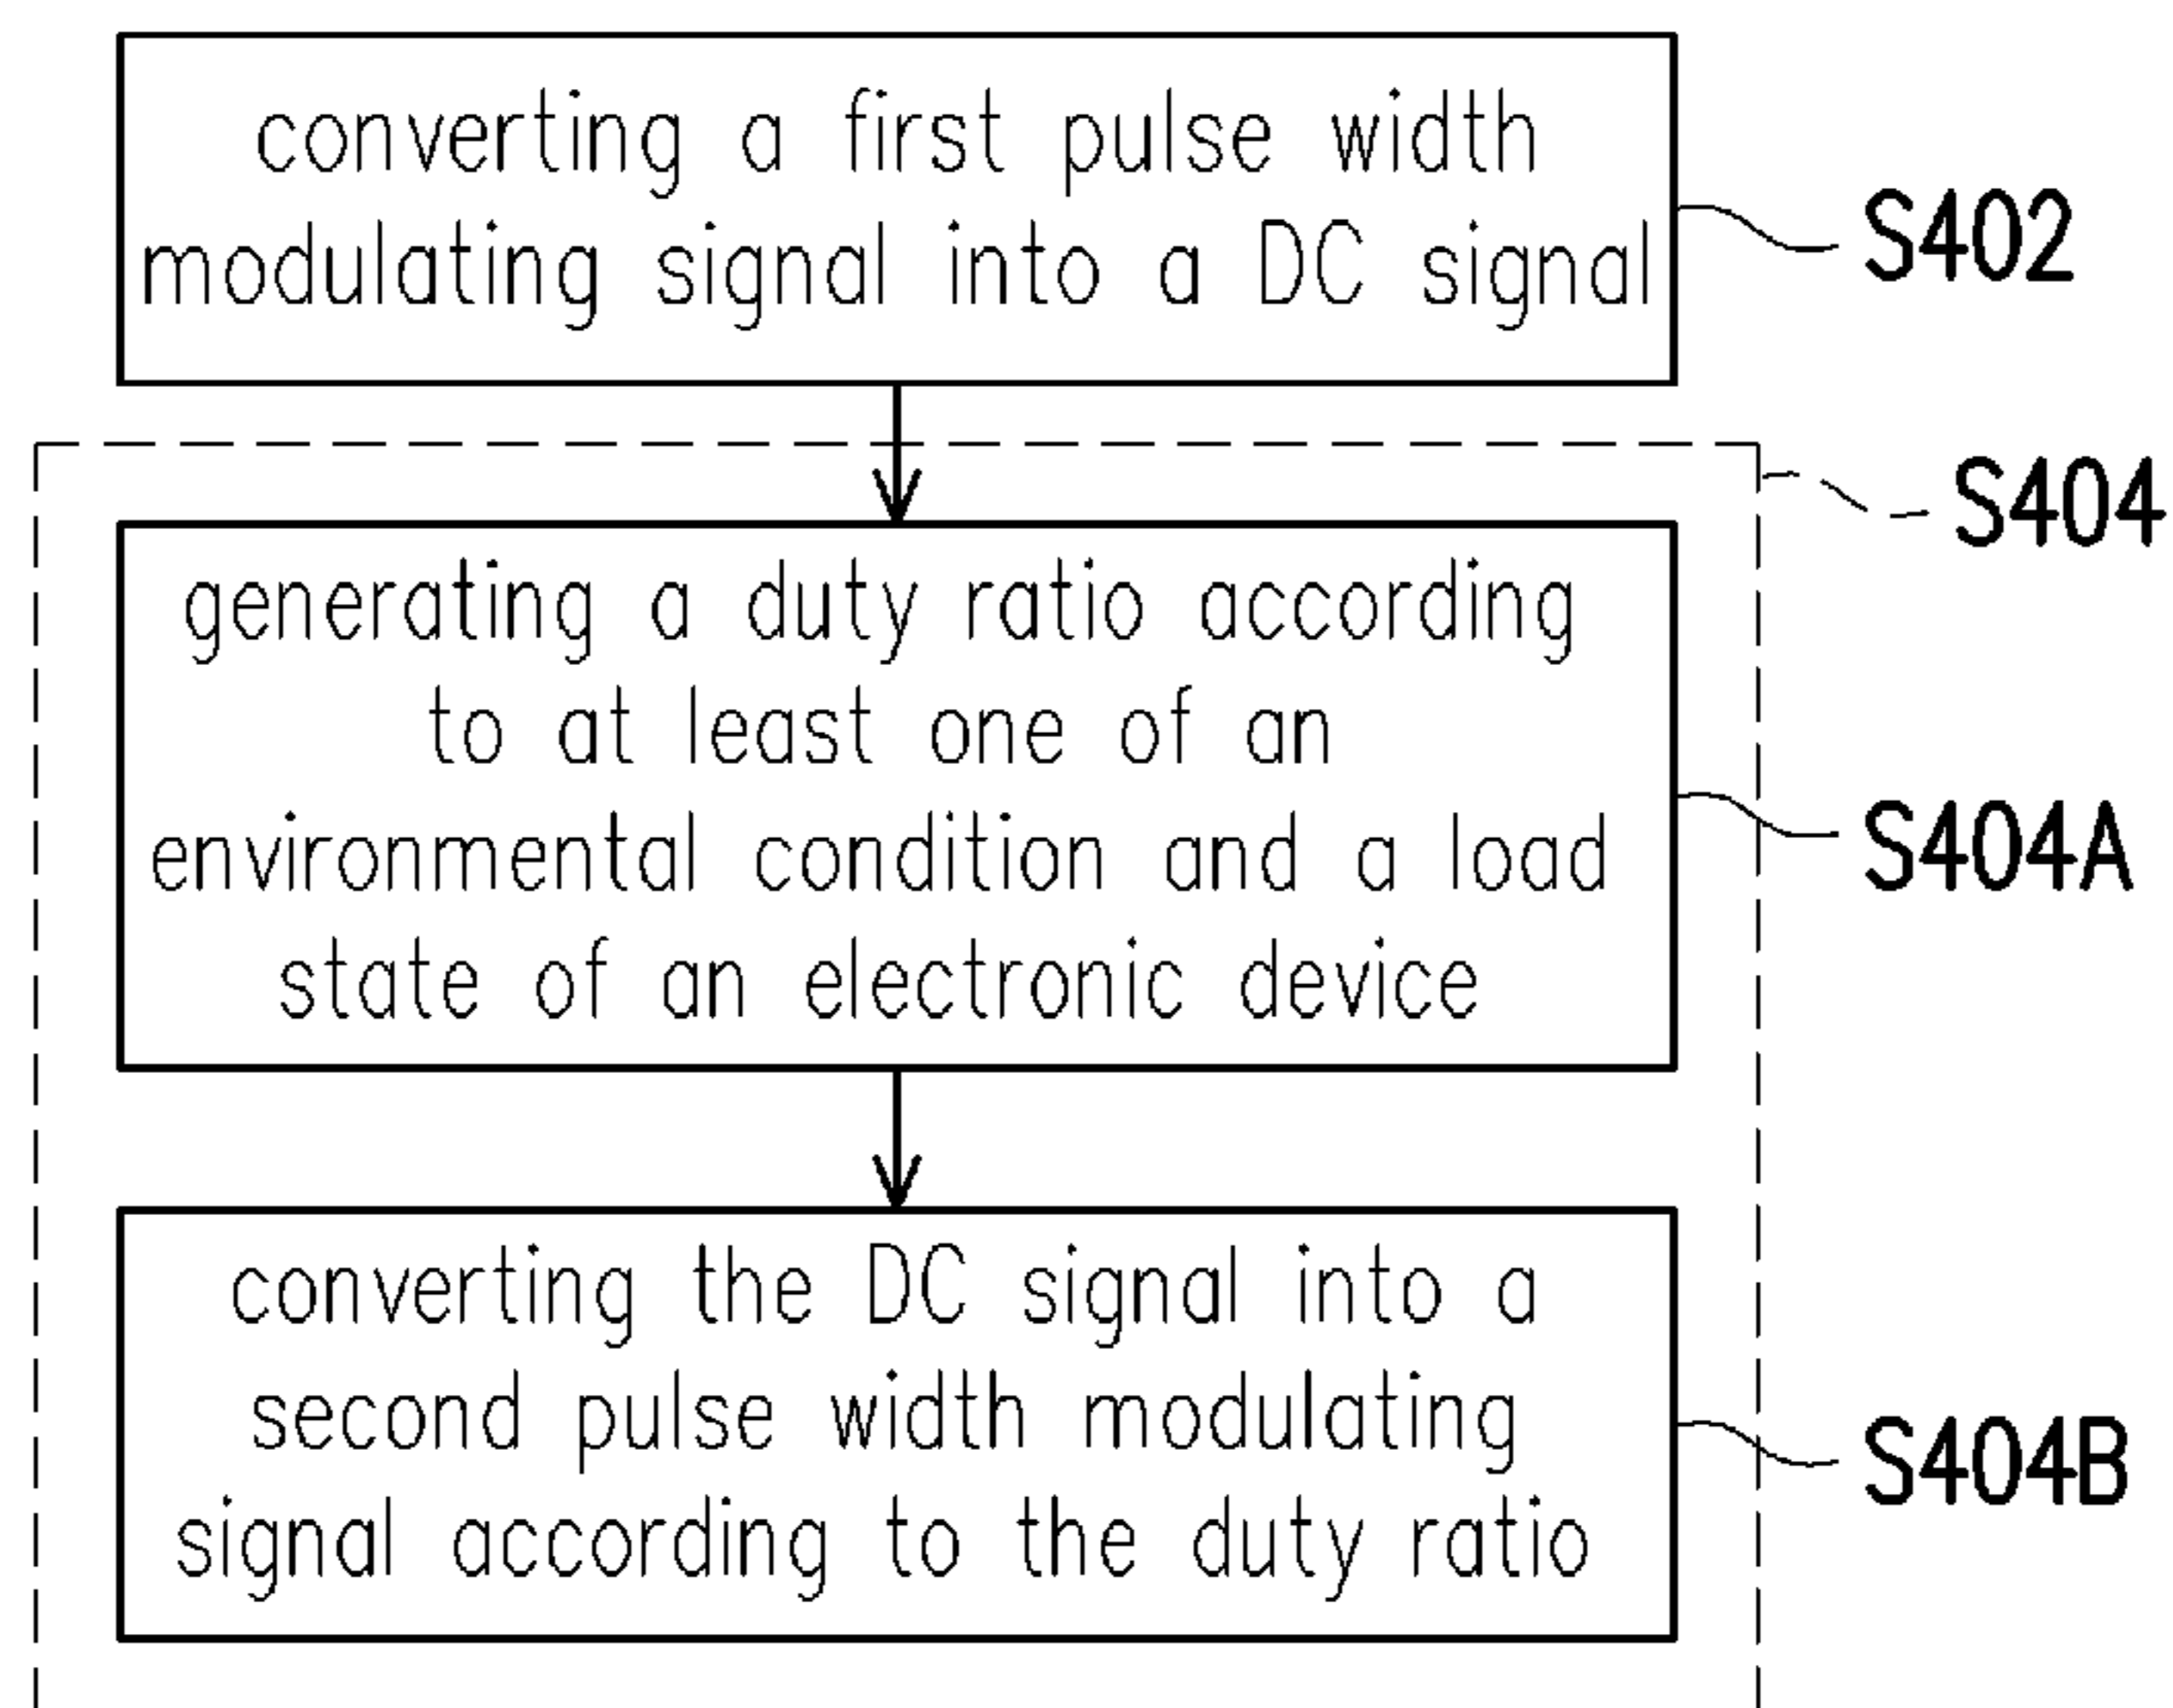 converting a first pulse width
modulating signal into a DC signal
S402
S404
generating a duty ratio according
to at least one of an
environmental condition and a load
state of an electronic device
S404A
converting the DC signal into a
second pulse width modulating
signal according to the duty ratio
S404B